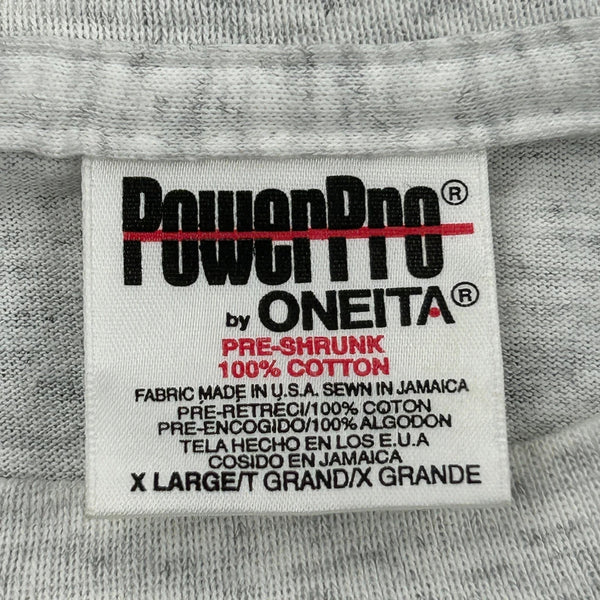 PowerPro®
by ONEITA®
PRE-SHRUNK
100% COTTON
FABRIC MADE IN U.S.A. SEWN IN JAMAICA
PRE-RETRÉCI/100% COTON
PRE-ENCOGIDO/100% ALGODON
TELA HECHO EN LOS E.U.A
COSIDO EN JAMAICA
X LARGE/T GRAND/X GRANDE